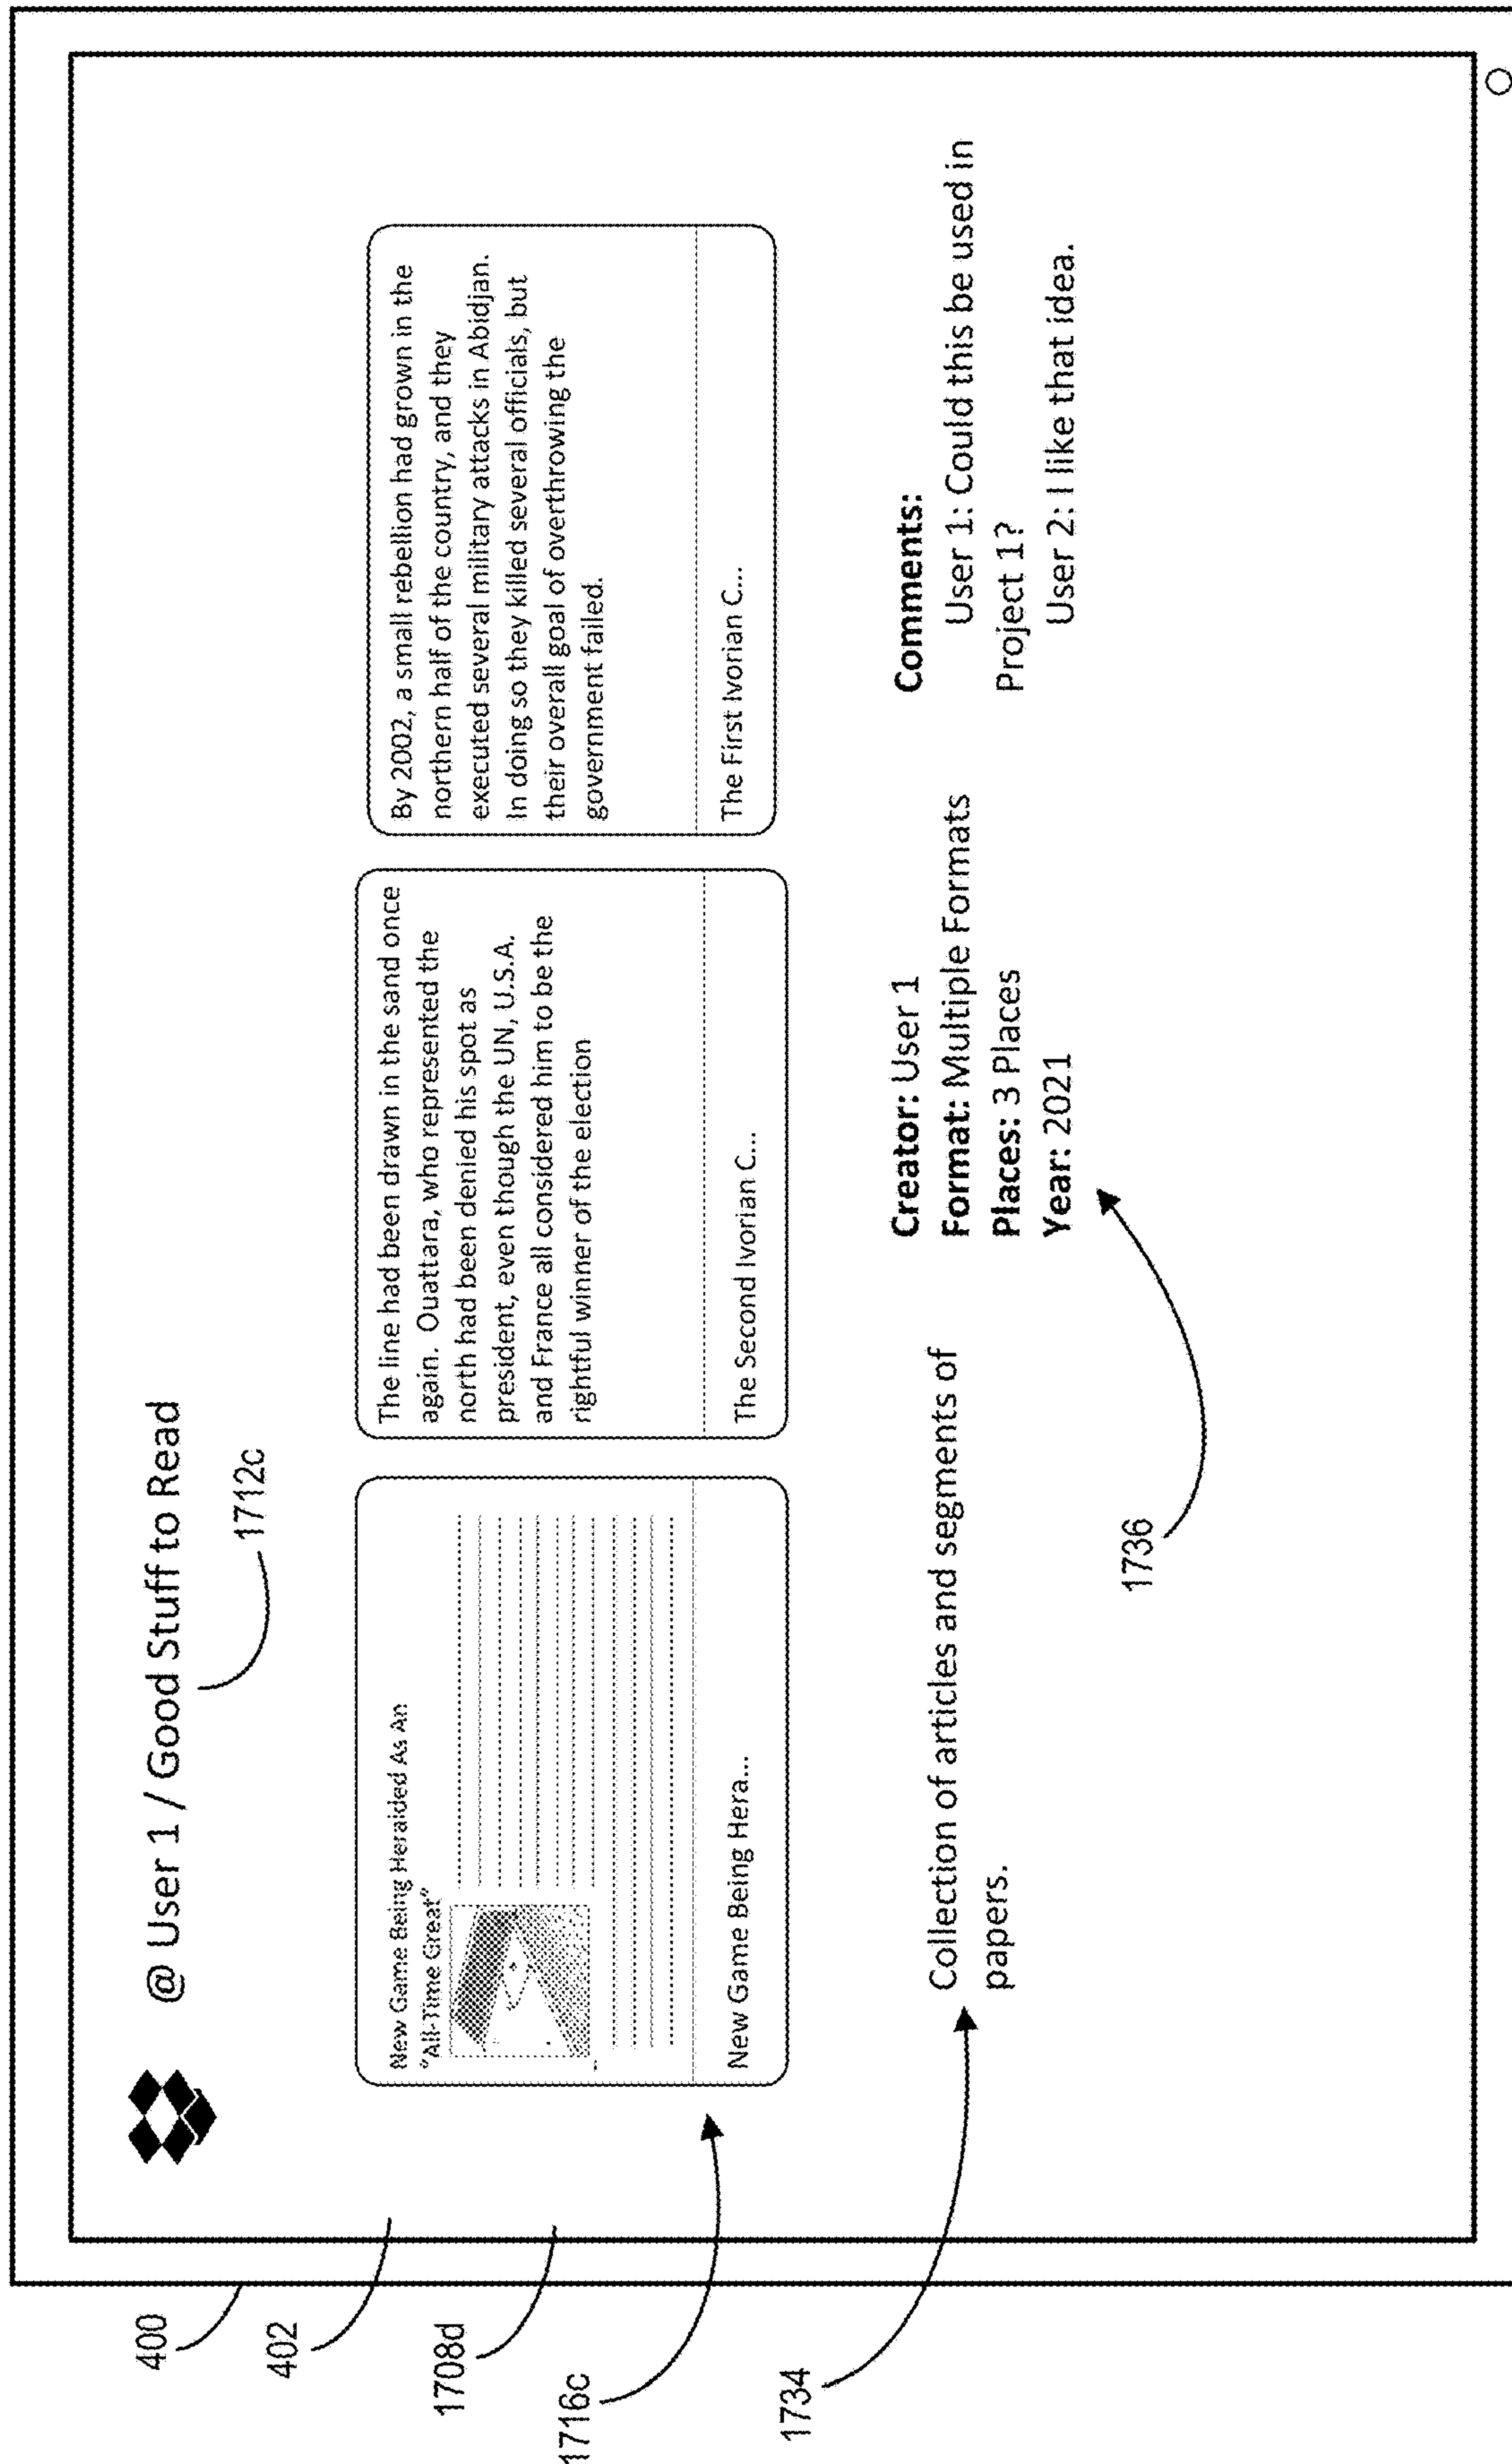 @ User 1 / Good Stuff to Read
1712c
New Game Being Heralded As An
"All-Time Great"
New Game Being Hera...
The line had been drawn in the sand once
again. Ouattara, who represented the
north had been denied his spot as
president, even though the UN, U.S.A.
and France all considered him to be the
rightful winner of the election
The Second Ivorian C...
By 2002, a small rebellion had grown in the
northern half of the country, and they
executed several military attacks in Abidjan.
In doing so they killed several officials, but
their overall goal of overthrowing the
government failed.
The First Ivorian C...
Collection of articles and segments of
papers.
Creator: User 1
Format: Multiple Formats
Places: 3 Places
Year: 2021
Comments:
User 1: Could this be used in
Project 1?
User 2: I like that idea.
1736
400
402
1708d
1716c
1734